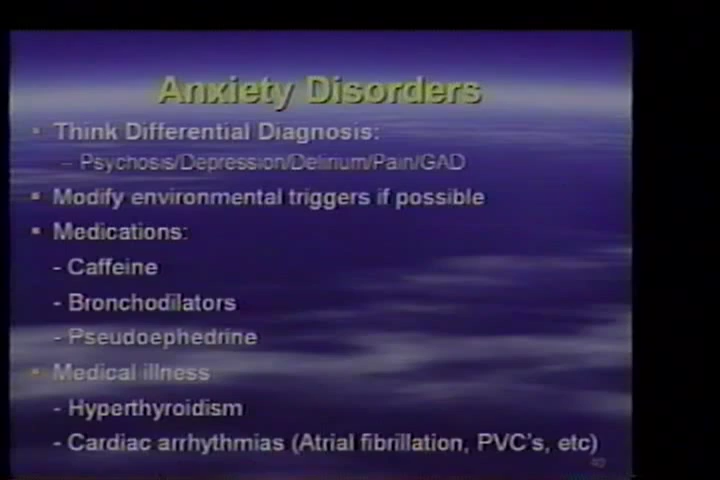 Anxiety Disorders
▪ Think Differential Diagnosis:
– Psychosis/Depression/Delirium/Pain/GAD
▪ Modify environmental triggers if possible
▪ Medications:
- Caffeine
- Bronchodilators
- Pseudoephedrine
▪ Medical illness
- Hyperthyroidism
- Cardiac arrhythmias (Atrial fibrillation, PVC's, etc)